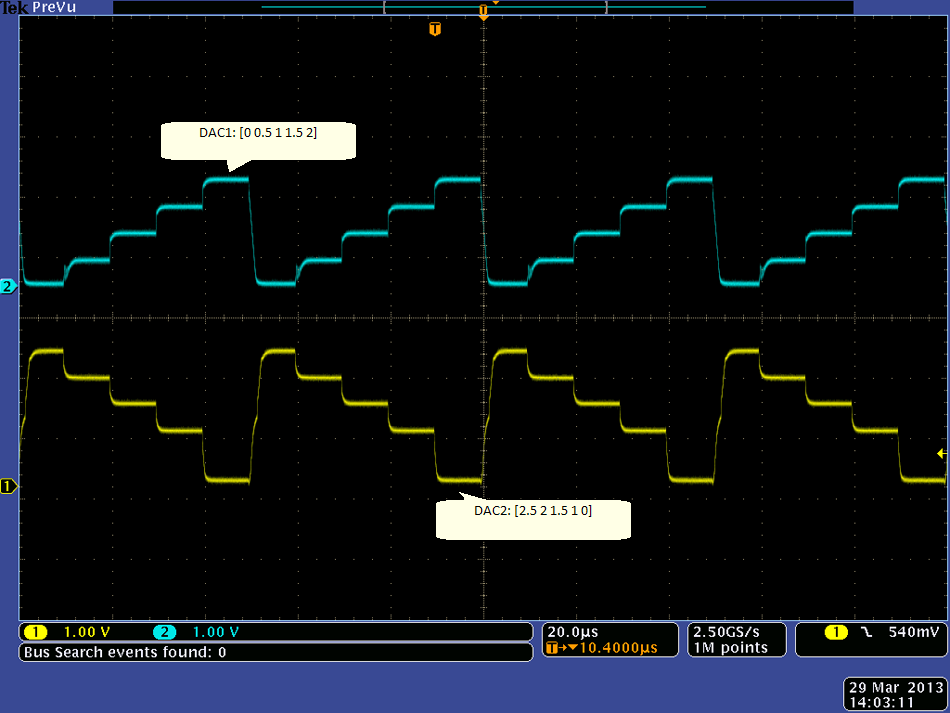 Tek PreVu
T
T
DAC1: [0 0.5 1 1.5 2]
2
1
DAC2: [2.5 2 1.5 1 0]
1 1.00 V 2 1.00 V
Bus Search events found: 0
20.0µs
T→▼10.4000µs
2.50GS/s
1M points
1 540mV
29 Mar 2013
14:03:11